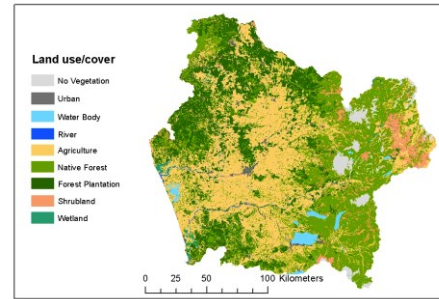 Land use/cover
No Vegetation
Urban
Water Body
River
Agriculture
Native Forest
Forest Plantation
Shrubland
Wetland
0 25 50 100 Kilometers